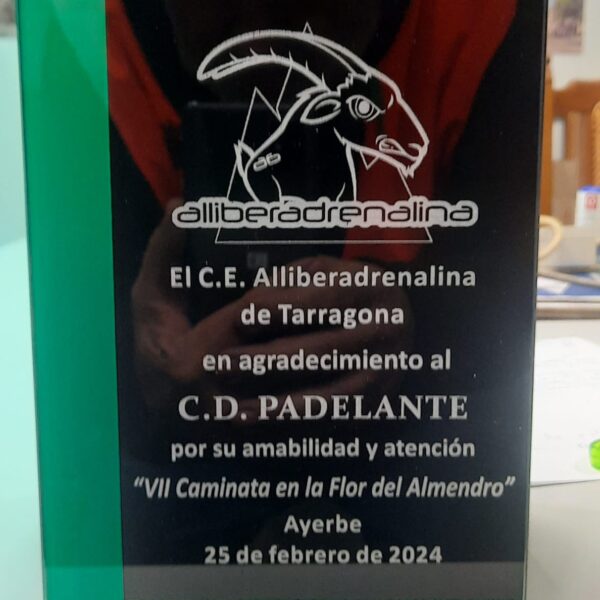 alliberadrenalina
El C.E. Alliberadrenalina
de Tarragona
en agradecimiento al
C.D. PADELANTE
por su amabilidad y atención
“VII Caminata en la Flor del Almendro”
Ayerbe
25 de febrero de 2024